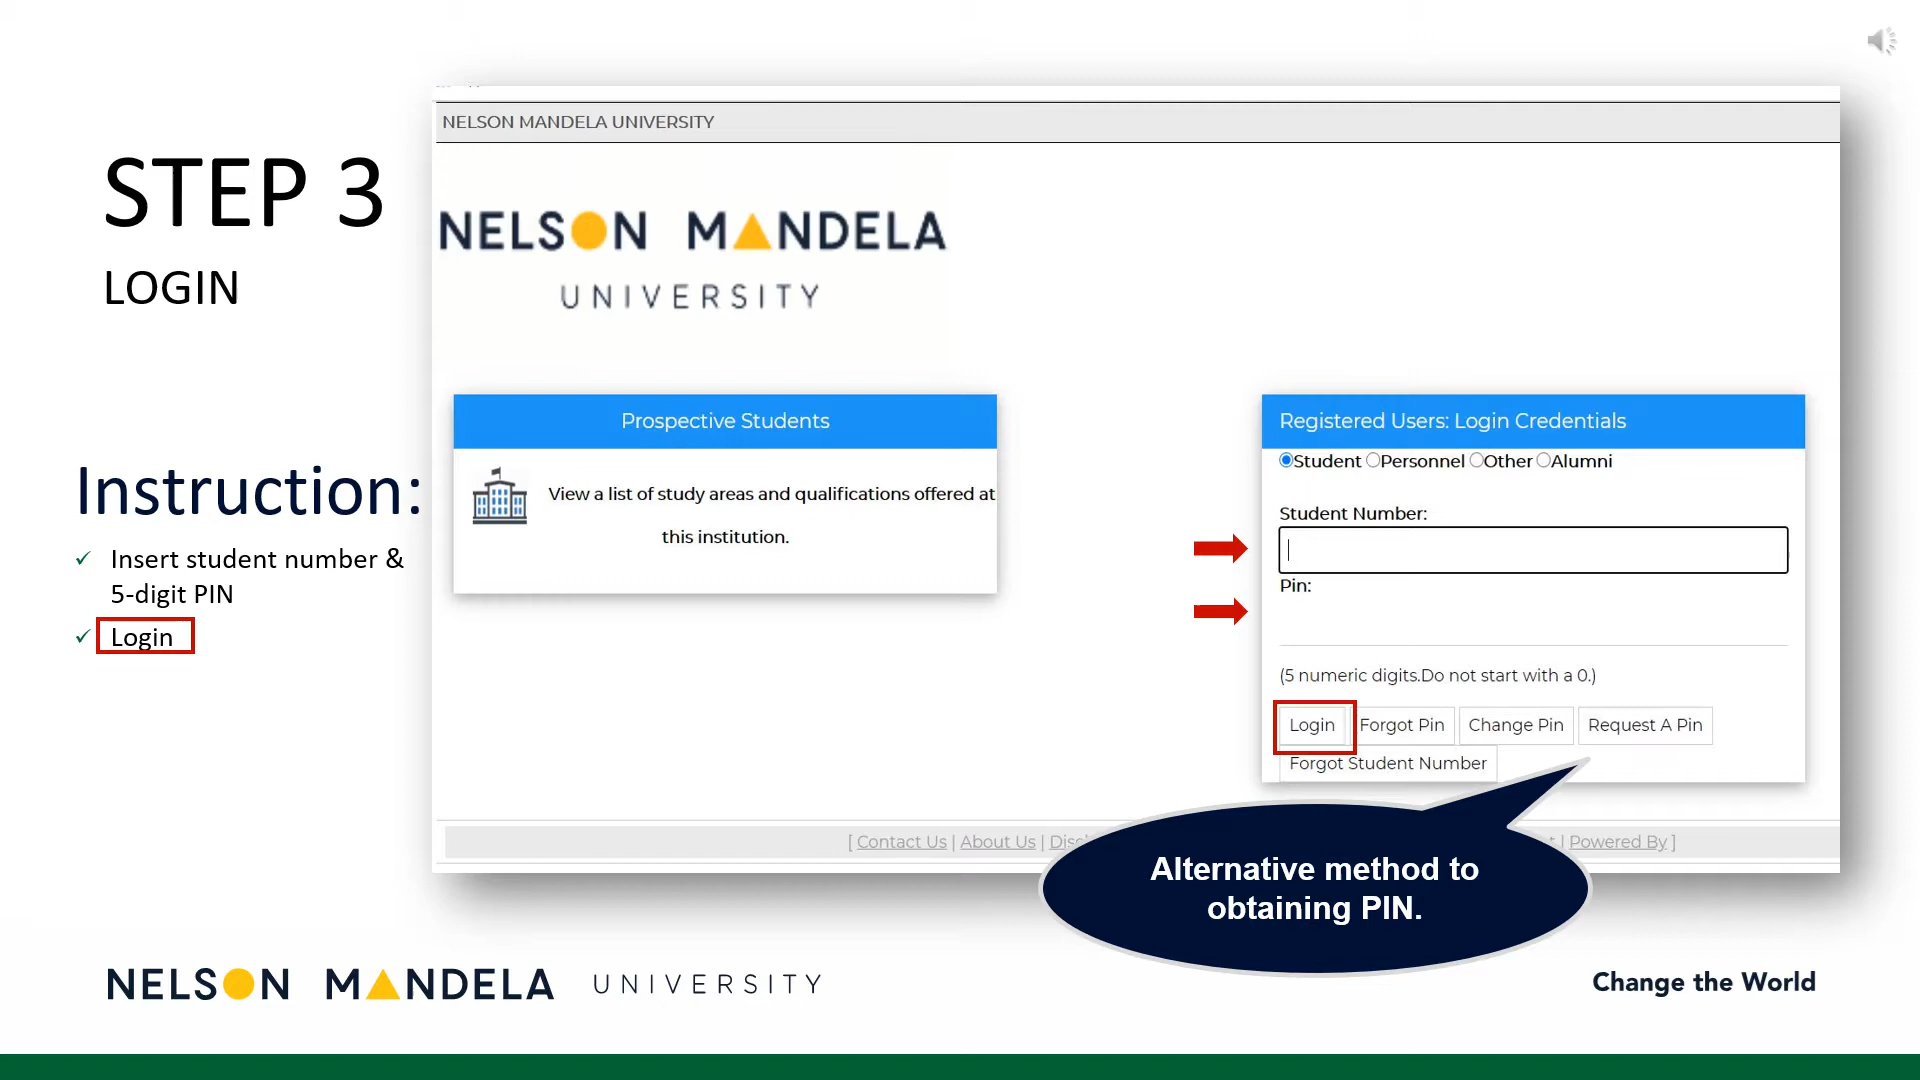 STEP 3
LOGIN
Instruction:
✓ Insert student number &
5-digit PIN
✓ Login
NELSON MANDELA UNIVERSITY
NELSON MANDELA
UNIVERSITY
Prospective Students
View a list of study areas and qualifications offered at
this institution.
Registered Users: Login Credentials
Student Personnel Other Alumni
Student Number:
Pin:
(5 numeric digits.Do not start with a 0.)
Login Forgot Pin Change Pin Request A Pin
Forgot Student Number
[ Contact Us | About Us | | Powered By ]
Alternative method to
obtaining PIN.
NELSON MANDELA UNIVERSITY
Change the World